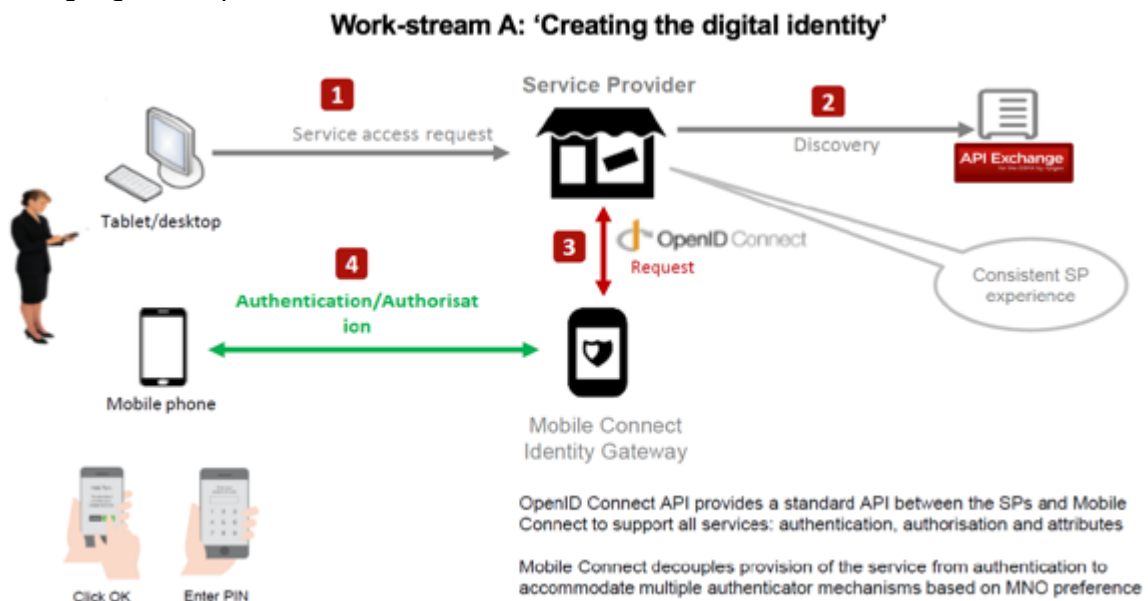 Work-stream A: ‘Creating the digital identity’
Service Provider
1
2
Service access request
Discovery
API Exchange
Tablet/desktop
3
OpenID Connect
Request
4
Authentication/Authorisat
ion
Consistent SP
experience
Mobile phone
Mobile Connect
Identity Gateway
OpenID Connect API provides a standard API between the SPs and Mobile
Connect to support all services: authentication, authorisation and attributes
Mobile Connect decouples provision of the service from authentication to
accommodate multiple authenticator mechanisms based on MNO preference
Click OK
Enter PIN